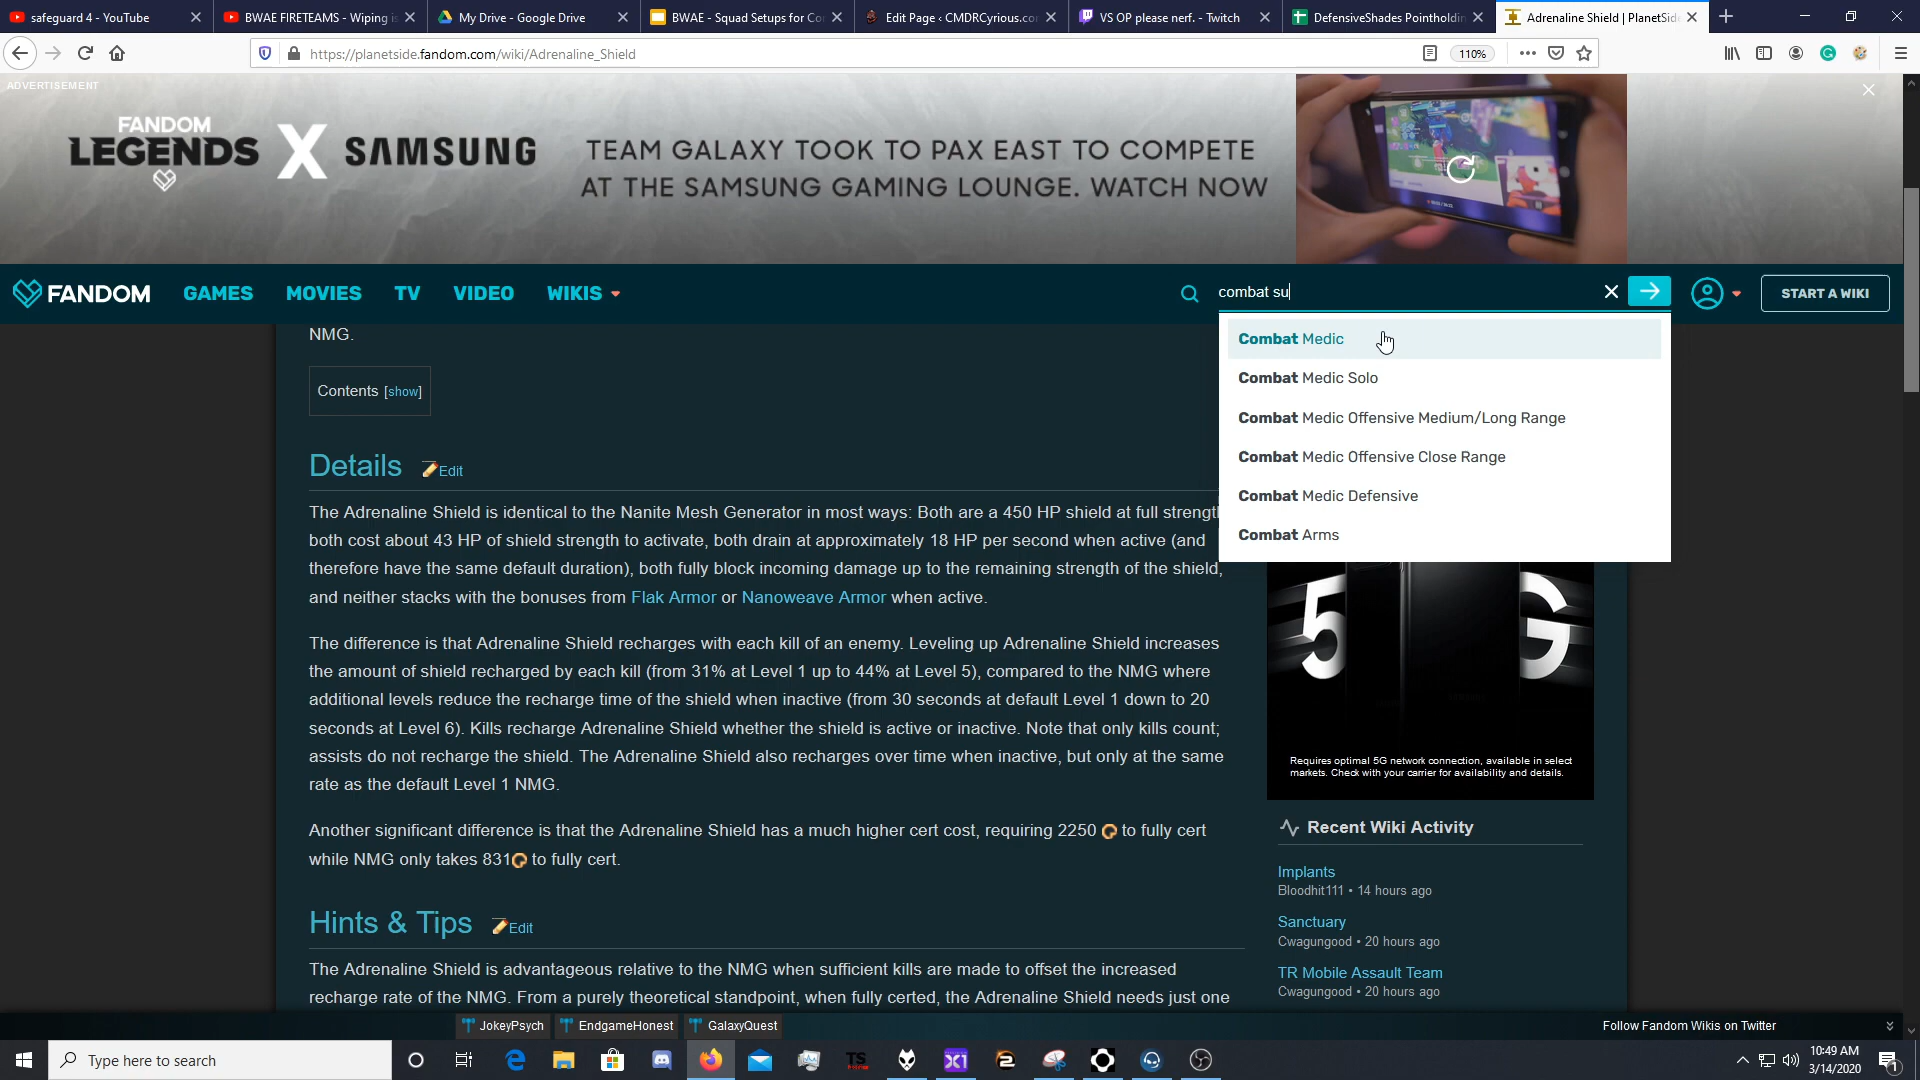 safeguard 4 - YouTube
BWAE FIRETEAMS - Wiping is
My Drive - Google Drive
BWAE - Squad Setups for Co
Edit Page ‹ CMDRCyrious.co
VS OP please nerf. - Twitch
DefensiveShades Pointholdin
Adrenaline Shield | PlanetSide
https://planetside.fandom.com/wiki/Adrenaline_Shield
110%
ADVERTISEMENT
FANDOM
LEGENDS X SAMSUNG
TEAM GALAXY TOOK TO PAX EAST TO COMPETE
AT THE SAMSUNG GAMING LOUNGE. WATCH NOW
FANDOM
GAMES
MOVIES
TV
VIDEO
WIKIS
combat su
START A WIKI
Combat Medic
Combat Medic Solo
Combat Medic Offensive Medium/Long Range
Combat Medic Offensive Close Range
Combat Medic Defensive
Combat Arms
NMG.
Contents [show]
Details Edit
The Adrenaline Shield is identical to the Nanite Mesh Generator in most ways: Both are a 450 HP shield at full strengt
both cost about 43 HP of shield strength to activate, both drain at approximately 18 HP per second when active (and
therefore have the same default duration), both fully block incoming damage up to the remaining strength of the shield,
and neither stacks with the bonuses from Flak Armor or Nanoweave Armor when active.
The difference is that Adrenaline Shield recharges with each kill of an enemy. Leveling up Adrenaline Shield increases
the amount of shield recharged by each kill (from 31% at Level 1 up to 44% at Level 5), compared to the NMG where
additional levels reduce the recharge time of the shield when inactive (from 30 seconds at default Level 1 down to 20
seconds at Level 6). Kills recharge Adrenaline Shield whether the shield is active or inactive. Note that only kills count;
assists do not recharge the shield. The Adrenaline Shield also recharges over time when inactive, but only at the same
rate as the default Level 1 NMG.
Another significant difference is that the Adrenaline Shield has a much higher cert cost, requiring 2250 to fully cert
while NMG only takes 831 to fully cert.
Hints & Tips Edit
The Adrenaline Shield is advantageous relative to the NMG when sufficient kills are made to offset the increased
recharge rate of the NMG. From a purely theoretical standpoint, when fully certed, the Adrenaline Shield needs just one
5G
Requires optimal 5G network connection, available in select
markets. Check with your carrier for availability and details.
Recent Wiki Activity
Implants
Bloodhit111 • 14 hours ago
Sanctuary
Cwagungood • 20 hours ago
TR Mobile Assault Team
Cwagungood • 20 hours ago
JokeyPsych
EndgameHonest
GalaxyQuest
Follow Fandom Wikis on Twitter
Type here to search
10:49 AM
3/14/2020
1